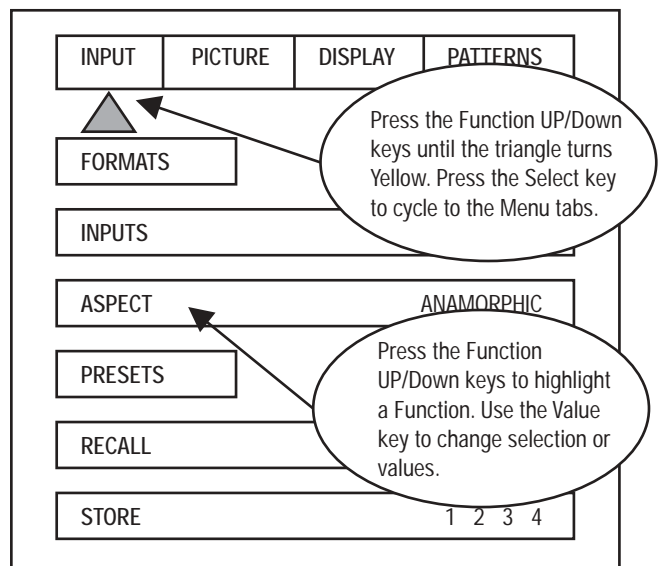 INPUT PICTURE DISPLAY PATTERNS
Press the Function UP/Down
keys until the triangle turns
Yellow. Press the Select key
to cycle to the Menu tabs.
FORMATS
INPUTS
ASPECT ANAMORPHIC
Press the Function
UP/Down keys to highlight
a Function. Use the Value
key to change selection or
values.
PRESETS
RECALL
STORE 1 2 3 4